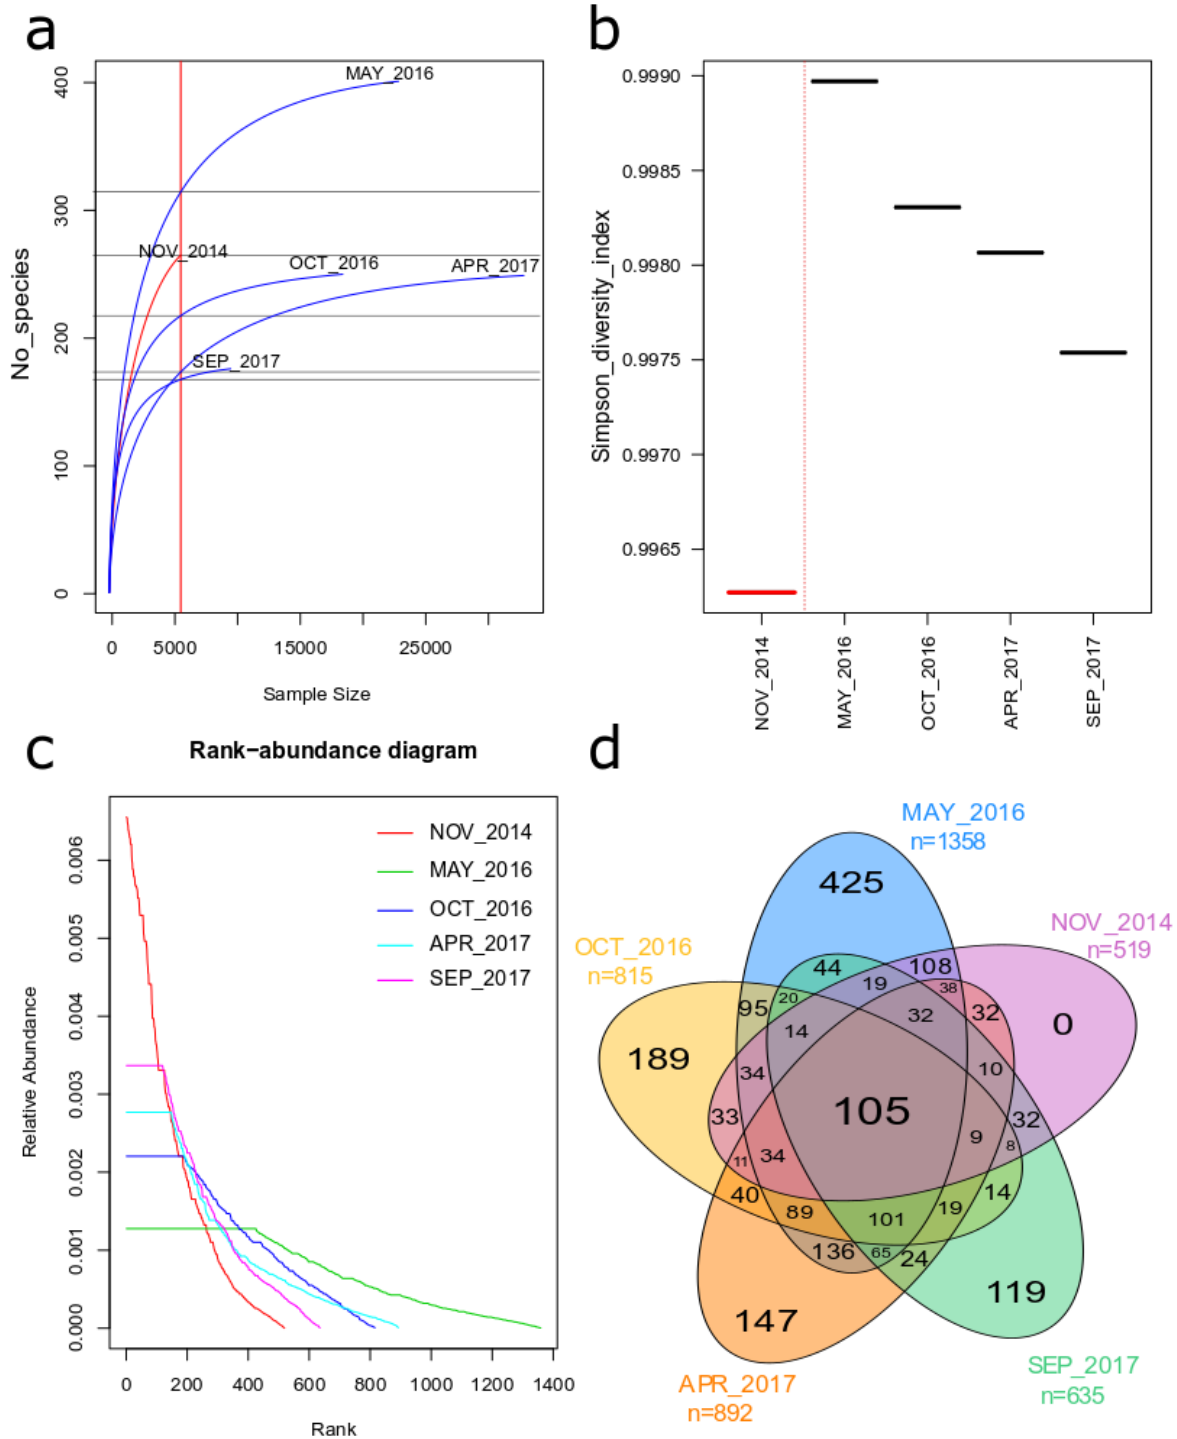 a
No_species
400
300
200
100
0
MAY_2016
NOV_2014
OCT_2016
APR_2017
SEP_2017
0 5000 15000 25000
Sample Size
b
Simpson_diversity_index
0.9990
0.9985
0.9980
0.9975
0.9970
0.9965
NOV_2014
MAY_2016
OCT_2016
APR_2017
SEP_2017
c
Rank−abundance diagram
Relative Abundance
0.006
0.005
0.004
0.003
0.002
0.001
0.000
NOV_2014
MAY_2016
OCT_2016
APR_2017
SEP_2017
0 200 400 600 800 1000 1200 1400
Rank
d
MAY_2016
n=1358
NOV_2014
n=519
OCT_2016
n=815
425
44 108
19 38
95 20 32 32
14
0
189
34 10
105
33 32
9 8
11 34
40 14
89 101 19
136 65 24
119
147
SEP_2017
n=635
APR_2017
n=892